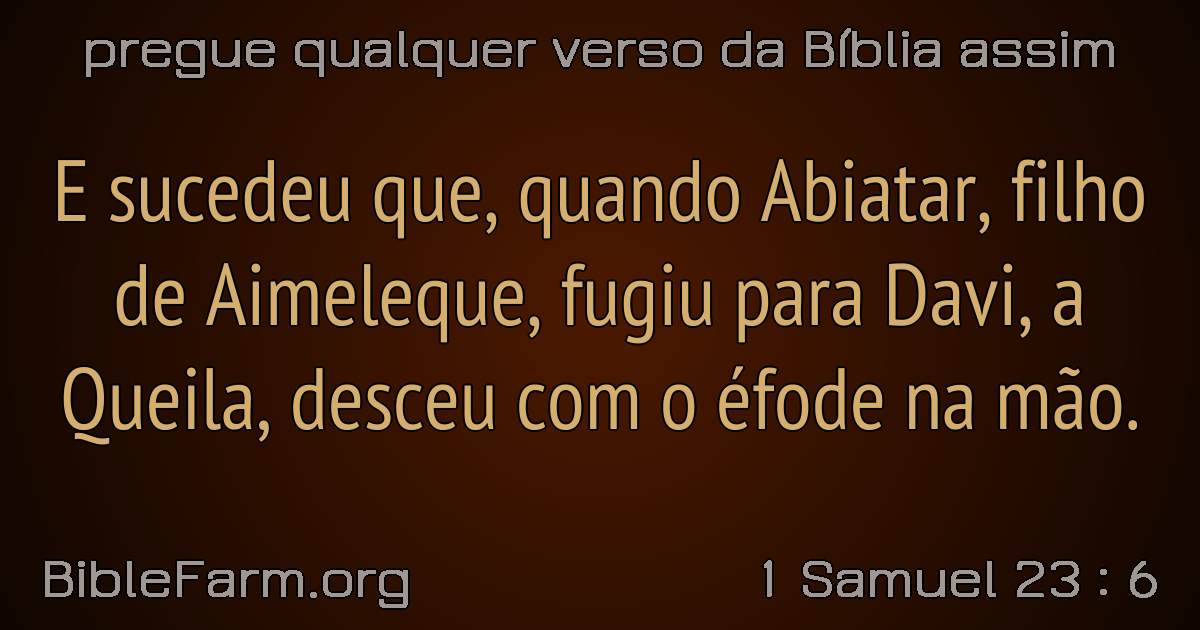 pregue qualquer verso da Bíblia assim
E sucedeu que, quando Abiatar, filho
de Aimeleque, fugiu para Davi, a
Queila, desceu com o éfode na mão.
BibleFarm.org
1 Samuel 23 : 6